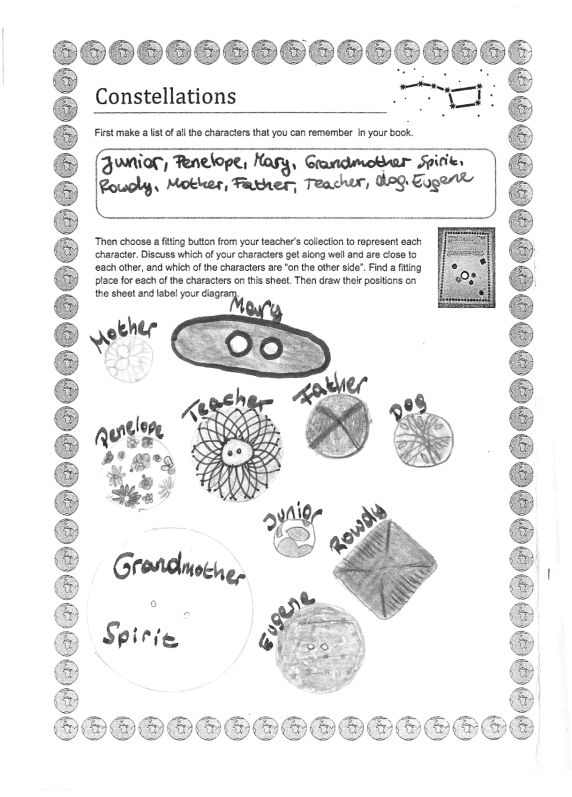 Constellations
First make a list of all the characters that you can remember in your book.
Junior, Penelope, Mary, Grandmother Spirit,
Rowdy, Mother, Father, Teacher, dog. Eugene
Then choose a fitting button from your teacher's collection to represent each
character. Discuss which of your characters get along well and are close to
each other, and which of the characters are "on the other side". Find a fitting
place for each of the characters on this sheet. Then draw their positions on
the sheet and label your diagram.
Mary
Mother
Father
Teacher
Dog
Penelope
Junior
Rowdy
Grandmother
Spirit
Eugene